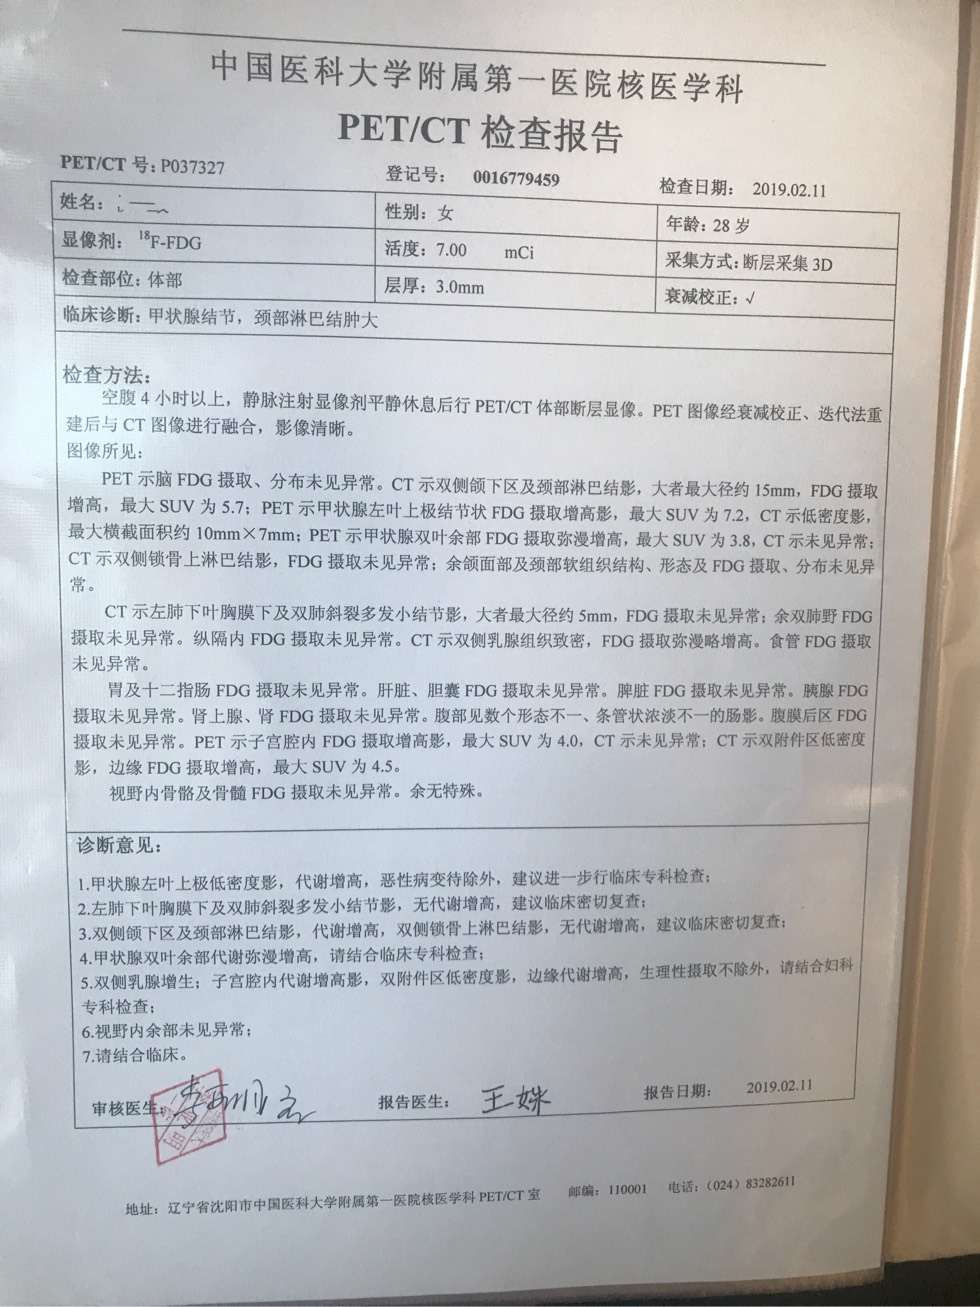 中国医科大学附属第一医院核医学科
PET/CT 检查报告
PET/CT 号: P037327 登记号: 0016779459 检查日期: 2019.02.11
姓名: 性别: 女 年龄: 28 岁
显像剂: ¹⁸F-FDG 活度: 7.00 mCi 采集方式: 断层采集 3D
检查部位: 体部 层厚: 3.0mm 衰减校正: √
临床诊断: 甲状腺结节，颈部淋巴结肿大
检查方法:
空腹 4 小时以上，静脉注射显像剂平静休息后行 PET/CT 体部断层显像。PET 图像经衰减校正、迭代法重
建后与 CT 图像进行融合，影像清晰。
图像所见:
PET 示脑 FDG 摄取、分布未见异常。CT 示双侧颌下区及颈部淋巴结影，大者最大径约 15mm，FDG 摄取
增高，最大 SUV 为 5.7；PET 示甲状腺左叶上极结节状 FDG 摄取增高影，最大 SUV 为 7.2，CT 示低密度影，
最大横截面积约 10mm×7mm；PET 示甲状腺双叶余部 FDG 摄取弥漫增高，最大 SUV 为 3.8，CT 示未见异常；
CT 示双侧锁骨上淋巴结影，FDG 摄取未见异常；余颌面部及颈部软组织结构、形态及 FDG 摄取、分布未见异
常。
CT 示左肺下叶胸膜下及双肺斜裂多发小结节影，大者最大径约 5mm，FDG 摄取未见异常；余双肺野 FDG
摄取未见异常。纵隔内 FDG 摄取未见异常。CT 示双侧乳腺组织致密，FDG 摄取弥漫略增高。食管 FDG 摄取
未见异常。
胃及十二指肠 FDG 摄取未见异常。肝脏、胆囊 FDG 摄取未见异常。脾脏 FDG 摄取未见异常。胰腺 FDG
摄取未见异常。肾上腺、肾 FDG 摄取未见异常。腹部见数个形态不一、条管状浓淡不一的肠影。腹膜后区 FDG
摄取未见异常。PET 示子宫腔内 FDG 摄取增高影，最大 SUV 为 4.0，CT 示未见异常；CT 示双附件区低密度
影，边缘 FDG 摄取增高，最大 SUV 为 4.5。
视野内骨骼及骨髓 FDG 摄取未见异常。余无特殊。
诊断意见:
1.甲状腺左叶上极低密度影，代谢增高，恶性病变待除外，建议进一步行临床专科检查；
2.左肺下叶胸膜下及双肺斜裂多发小结节影，无代谢增高，建议临床密切复查；
3.双侧颌下区及颈部淋巴结影，代谢增高，双侧锁骨上淋巴结影，无代谢增高，建议临床密切复查；
4.甲状腺双叶余部代谢弥漫增高，请结合临床专科检查；
5.双侧乳腺增生；子宫腔内代谢增高影，双附件区低密度影，边缘代谢增高，生理性摄取不除外，请结合妇科
专科检查；
6.视野内余部未见异常；
7.请结合临床。
审核医生: 报告医生: 王姝 报告日期: 2019.02.11
地址: 辽宁省沈阳市中国医科大学附属第一医院核医学科 PET/CT 室 邮编: 110001 电话: (024) 83282611